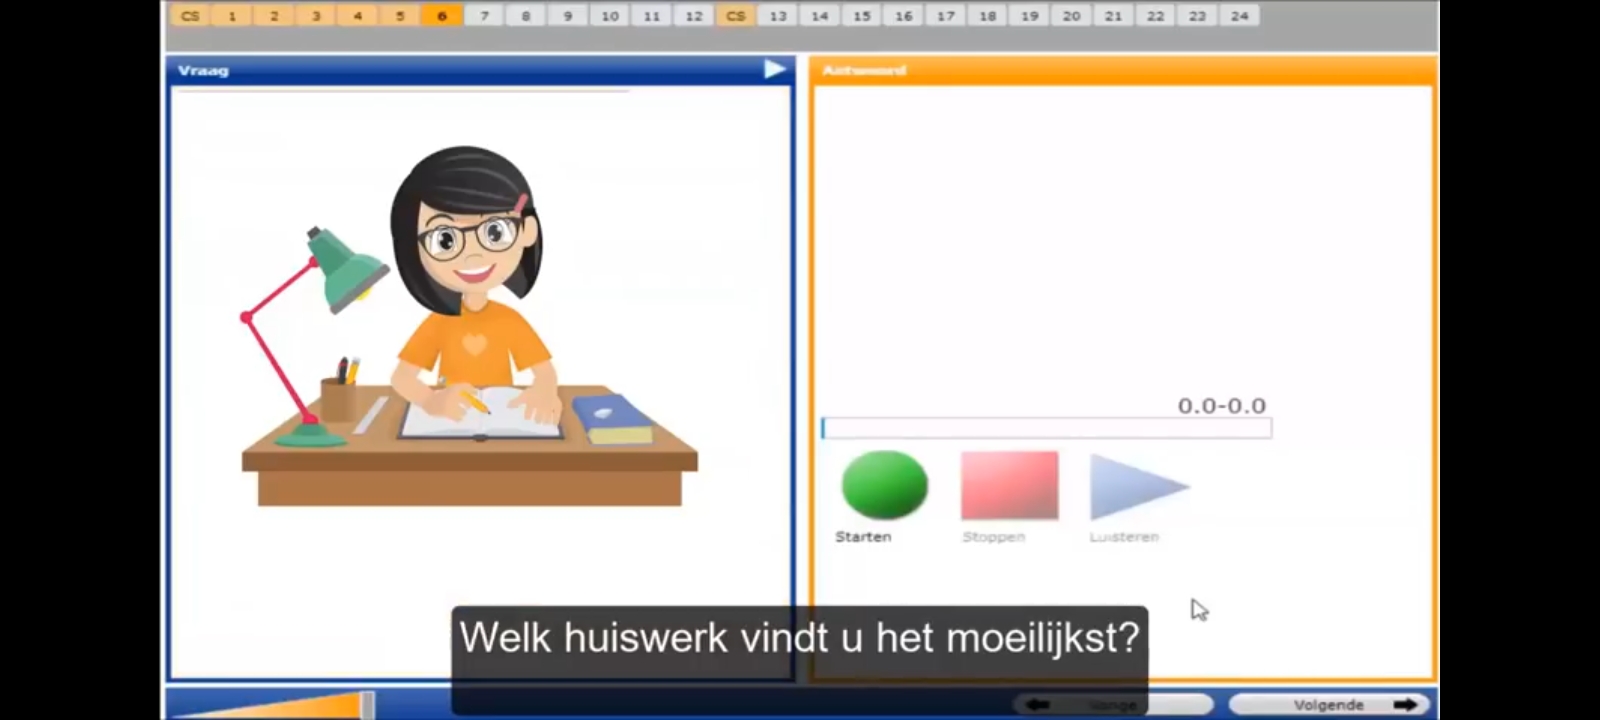 CS 1 2 3 4 5 6 7 8 9 10 11 12 CS 13 14 15 16 17 18 19 20 21 22 23 24
Vraag
Antwoord
0.0-0.0
Starten Stoppen Luisteren
Welk huiswerk vindt u het moeilijkst?
Vorige Volgende